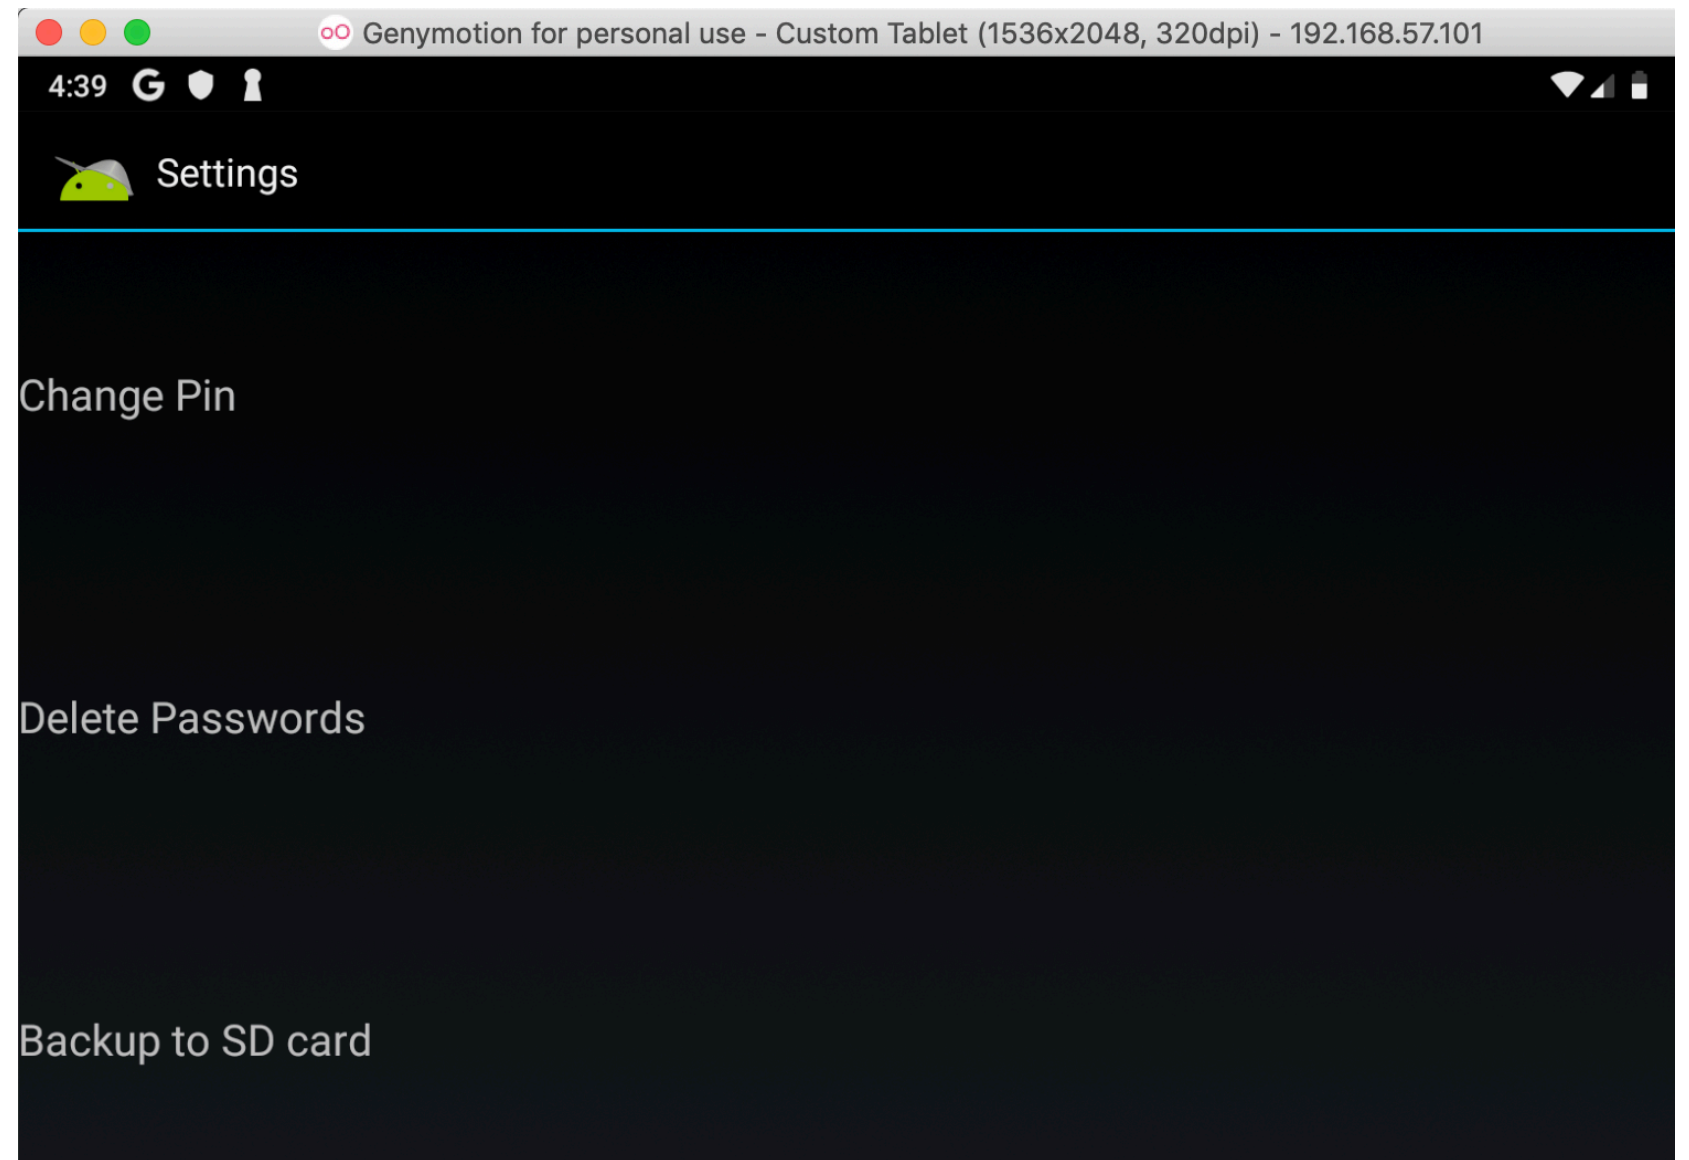 Genymotion for personal use - Custom Tablet (1536x2048, 320dpi) - 192.168.57.101
4:39 G
Settings
Change Pin
Delete Passwords
Backup to SD card